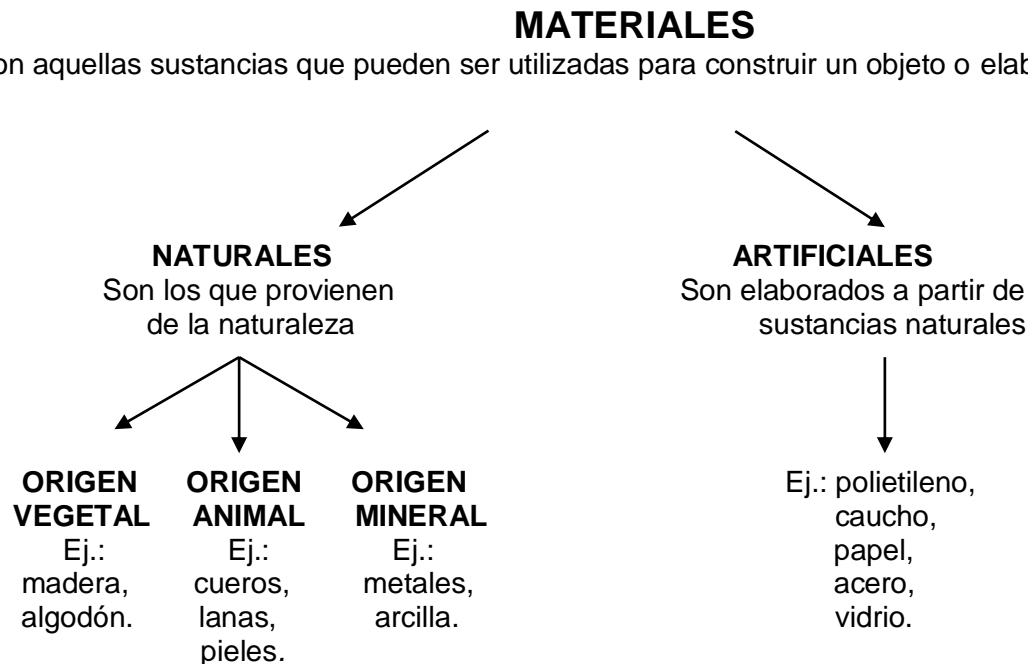 MATERIALES
on aquellas sustancias que pueden ser utilizadas para construir un objeto o elab
NATURALES
Son los que provienen
de la naturaleza
ARTIFICIALES
Son elaborados a partir de
sustancias naturales
ORIGEN
VEGETAL
Ej.:
madera,
algodón.
ORIGEN
ANIMAL
Ej.:
cueros,
lanas,
pieles.
ORIGEN
MINERAL
Ej.:
metales,
arcilla.
Ej.: polietileno,
caucho,
papel,
acero,
vidrio.